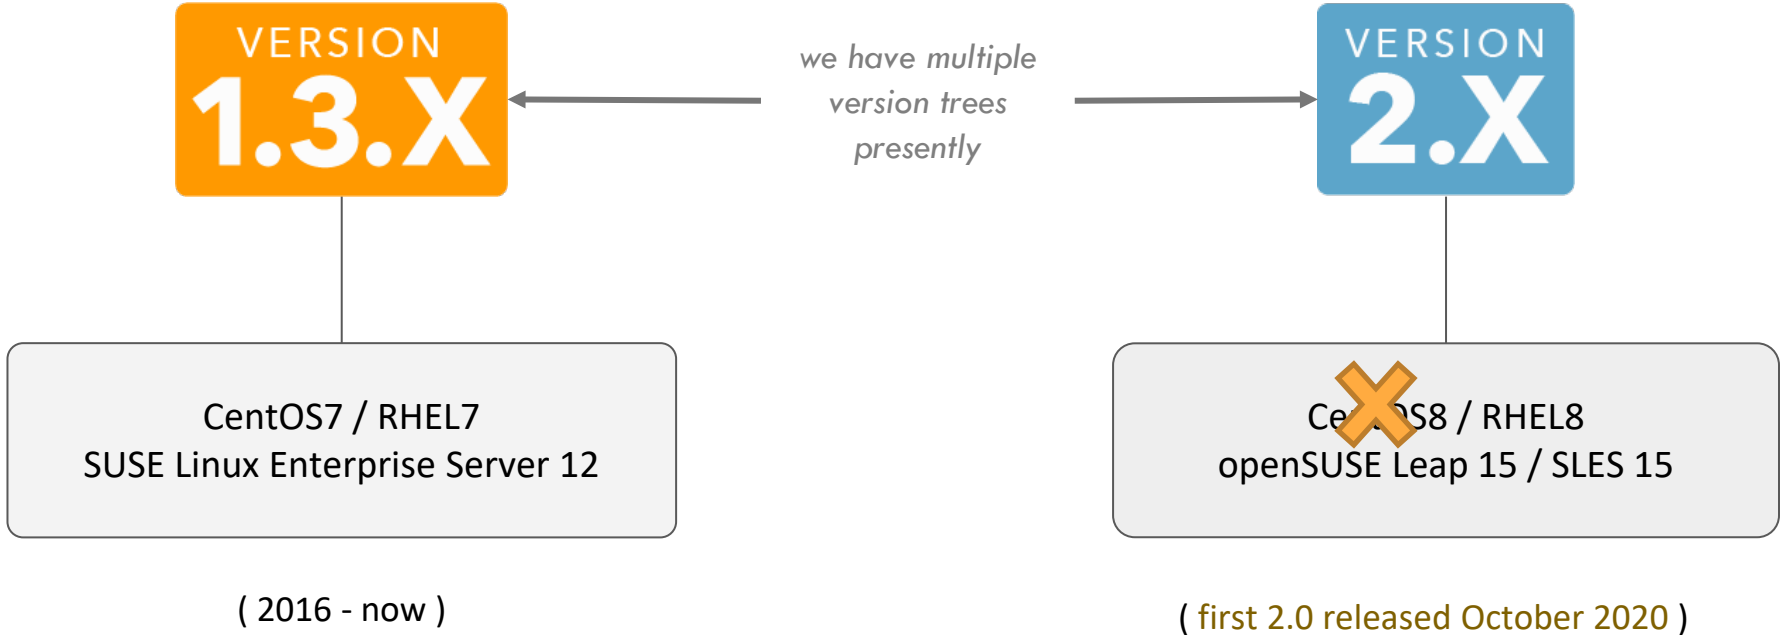 VERSION
1.3.X
we have multiple
version trees
presently
VERSION
2.X
CentOS7 / RHEL7
SUSE Linux Enterprise Server 12
( 2016 - now )
OS8 / RHEL8
openSUSE Leap 15 / SLES 15
( first 2.0 released October 2020 )